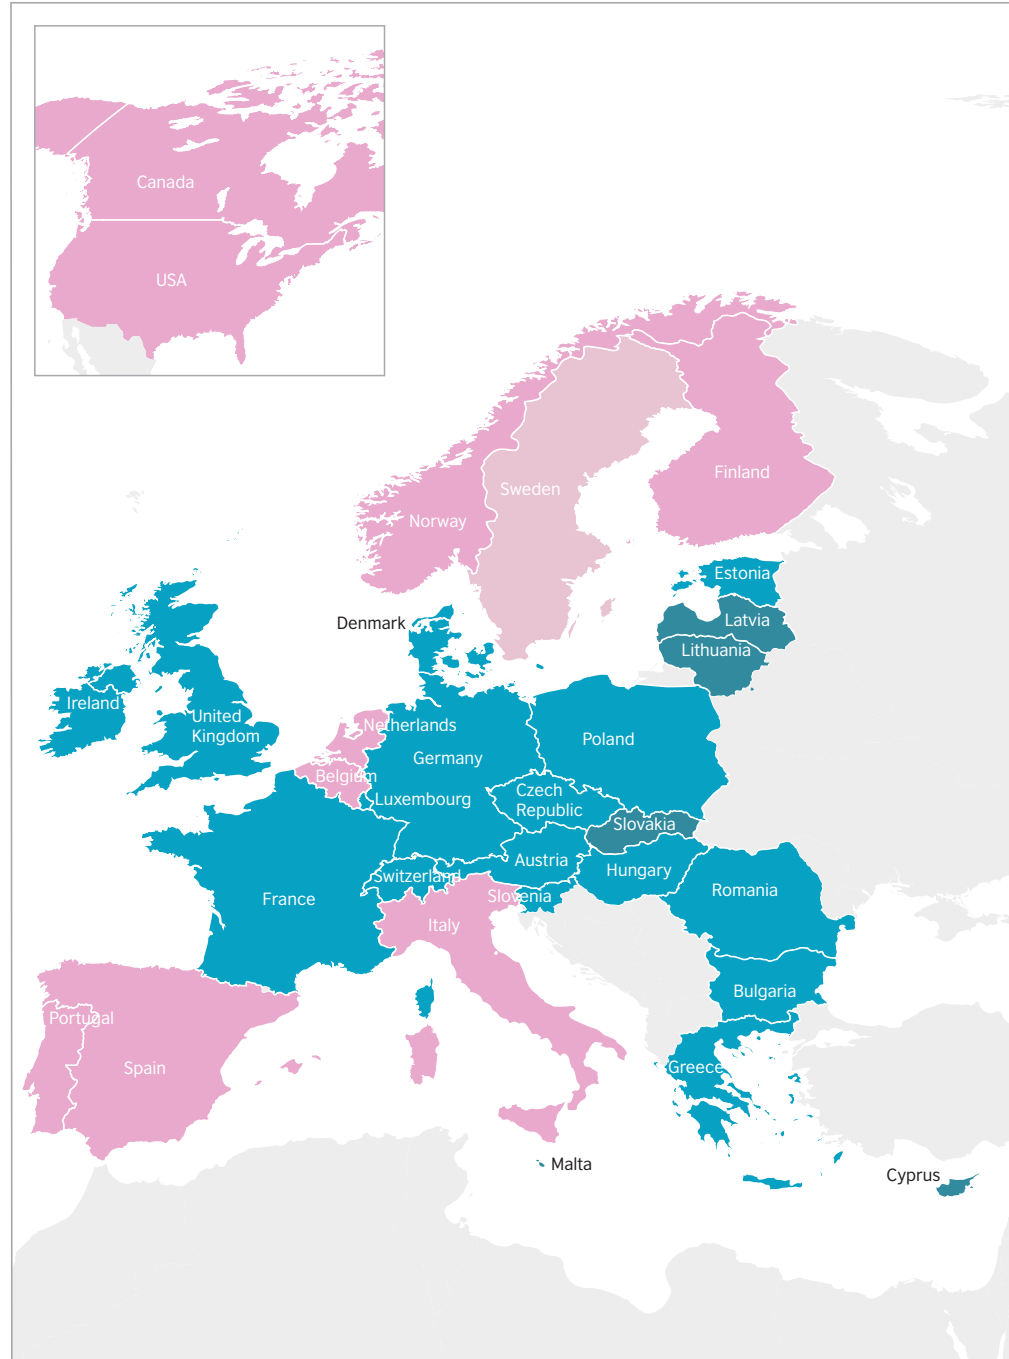 Canada
USA
Finland
Sweden
Norway
Estonia
Denmark
Latvia
Lithuania
Ireland
United
Kingdom
Netherlands
Poland
Germany
Belgium
Czech
Republic
Luxembourg
Slovakia
Austria
Hungary
Switzerland
Romania
Slovenia
France
Italy
Bulgaria
Portugal
Spain
Greece
Malta
Cyprus